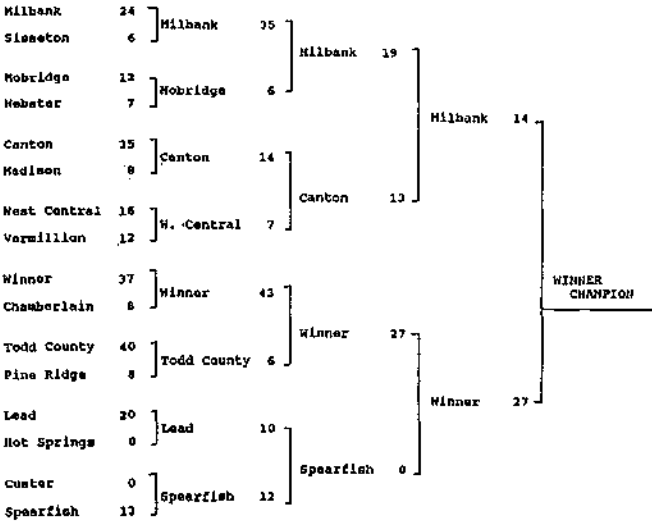 Milbank 24
Milbank 35
Sisseton 6
Milbank 19
Mobridge 12
Mobridge 6
Webster 7
Milbank 14
Canton 35
Canton 14
Madison 8
Canton 13
West Central 16
W. Central 7
Vermillion 12
Winner 37
Winner 43
WINNER
CHAMPION
Chamberlain 8
Winner 27
Todd County 40
Todd County 6
Pine Ridge 8
Winner 27
Lead 20
Lead 10
Hot Springs 0
Spearfish 0
Custer 0
Spearfish 12
Spearfish 13